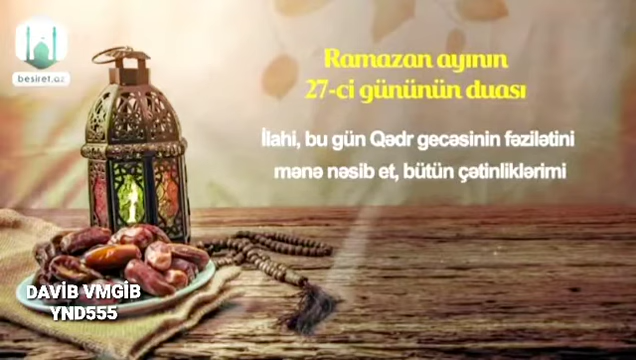 besiret.az
Ramazan ayının
27-ci gününün duası
İlahi, bu gün Qədr gecəsinin fəzilətini
mənə nəsib et, bütün çətinliklərimi
DAVİB VMGİB
YND555